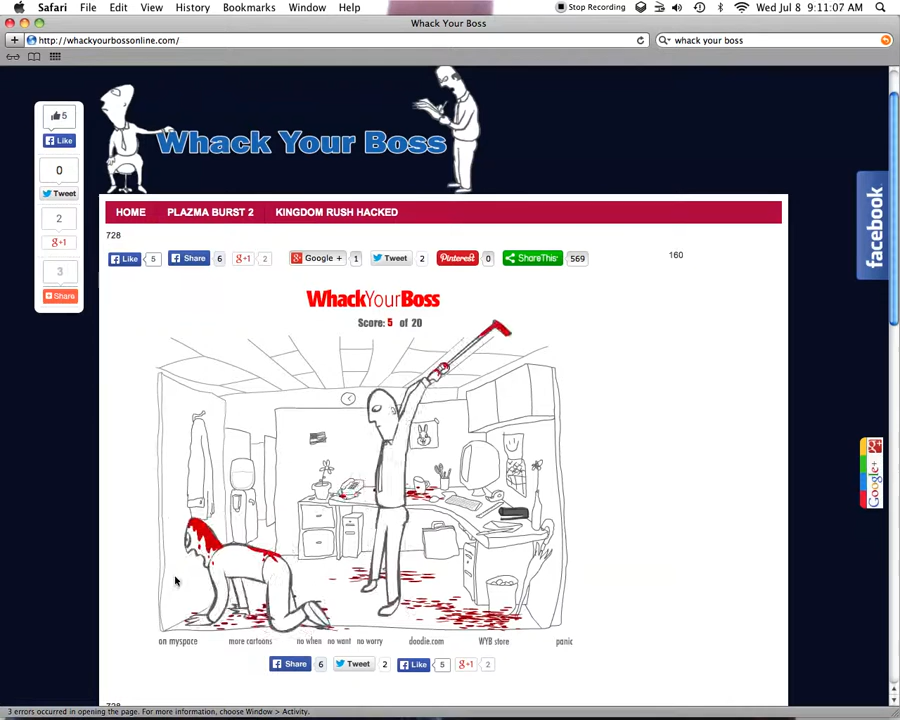 Safari File Edit View History Bookmarks Window Help Stop Recording Wed Jul 8 9:11:07 AM
Whack Your Boss
http://whackyourbossonline.com/ whack your boss
Whack Your Boss
5
Like
0
Tweet
2
g+1
3
Share
facebook
HOME PLAZMA BURST 2 KINGDOM RUSH HACKED
728
Like 5 Share 6 g+1 2 Google + 1 Tweet 2 Pinterest 0 ShareThis 569 160
WhackYourBoss
Score: 5 of 20
Google+
on myspace more cartoons no when no want no worry doodie.com WYB store panic
Share 6 Tweet 2 Like 5 g+1 2
728
3 errors occurred in opening the page. For more information, choose Window > Activity.